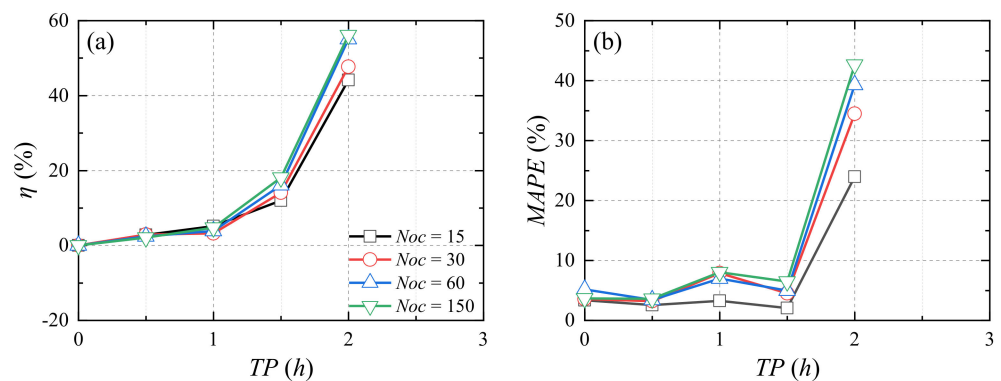 (a)
η (%)
60
40
20
0
-20
Noc = 15
Noc = 30
Noc = 60
Noc = 150
0
1
2
3
TP (h)
(b)
MAPE (%)
50
40
30
20
10
0
0
1
2
3
TP (h)